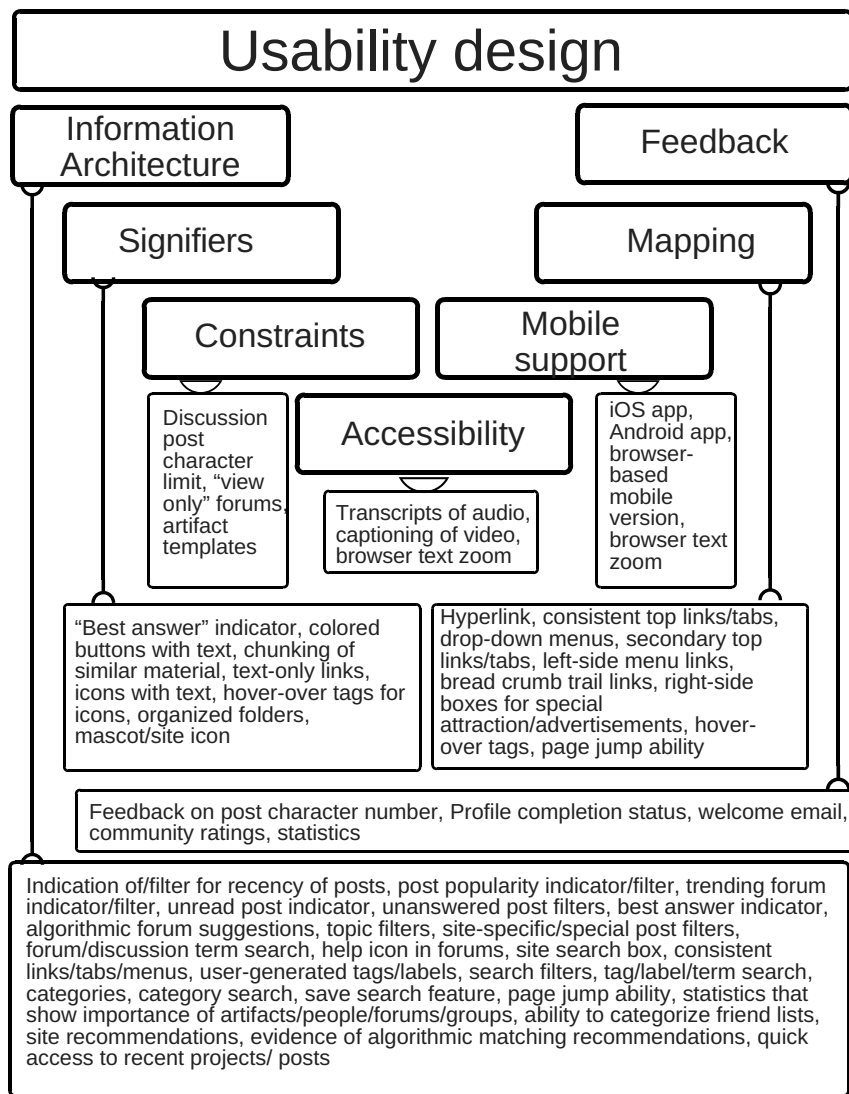 Usability design
Information
Architecture
Feedback
Signifiers
Mapping
Constraints
Mobile
support
Discussion
post
character
limit, “view
only” forums,
artifact
templates
Accessibility
iOS app,
Android app,
browser-
based
mobile
version,
browser text
zoom
Transcripts of audio,
captioning of video,
browser text zoom
“Best answer” indicator, colored
buttons with text, chunking of
similar material, text-only links,
icons with text, hover-over tags for
icons, organized folders,
mascot/site icon
Hyperlink, consistent top links/tabs,
drop-down menus, secondary top
links/tabs, left-side menu links,
bread crumb trail links, right-side
boxes for special
attraction/advertisements, hover-
over tags, page jump ability
Feedback on post character number, Profile completion status, welcome email,
community ratings, statistics
Indication of/filter for recency of posts, post popularity indicator/filter, trending forum
indicator/filter, unread post indicator, unanswered post filters, best answer indicator,
algorithmic forum suggestions, topic filters, site-specific/special post filters,
forum/discussion term search, help icon in forums, site search box, consistent
links/tabs/menus, user-generated tags/labels, search filters, tag/label/term search,
categories, category search, save search feature, page jump ability, statistics that
show importance of artifacts/people/forums/groups, ability to categorize friend lists,
site recommendations, evidence of algorithmic matching recommendations, quick
access to recent projects/ posts